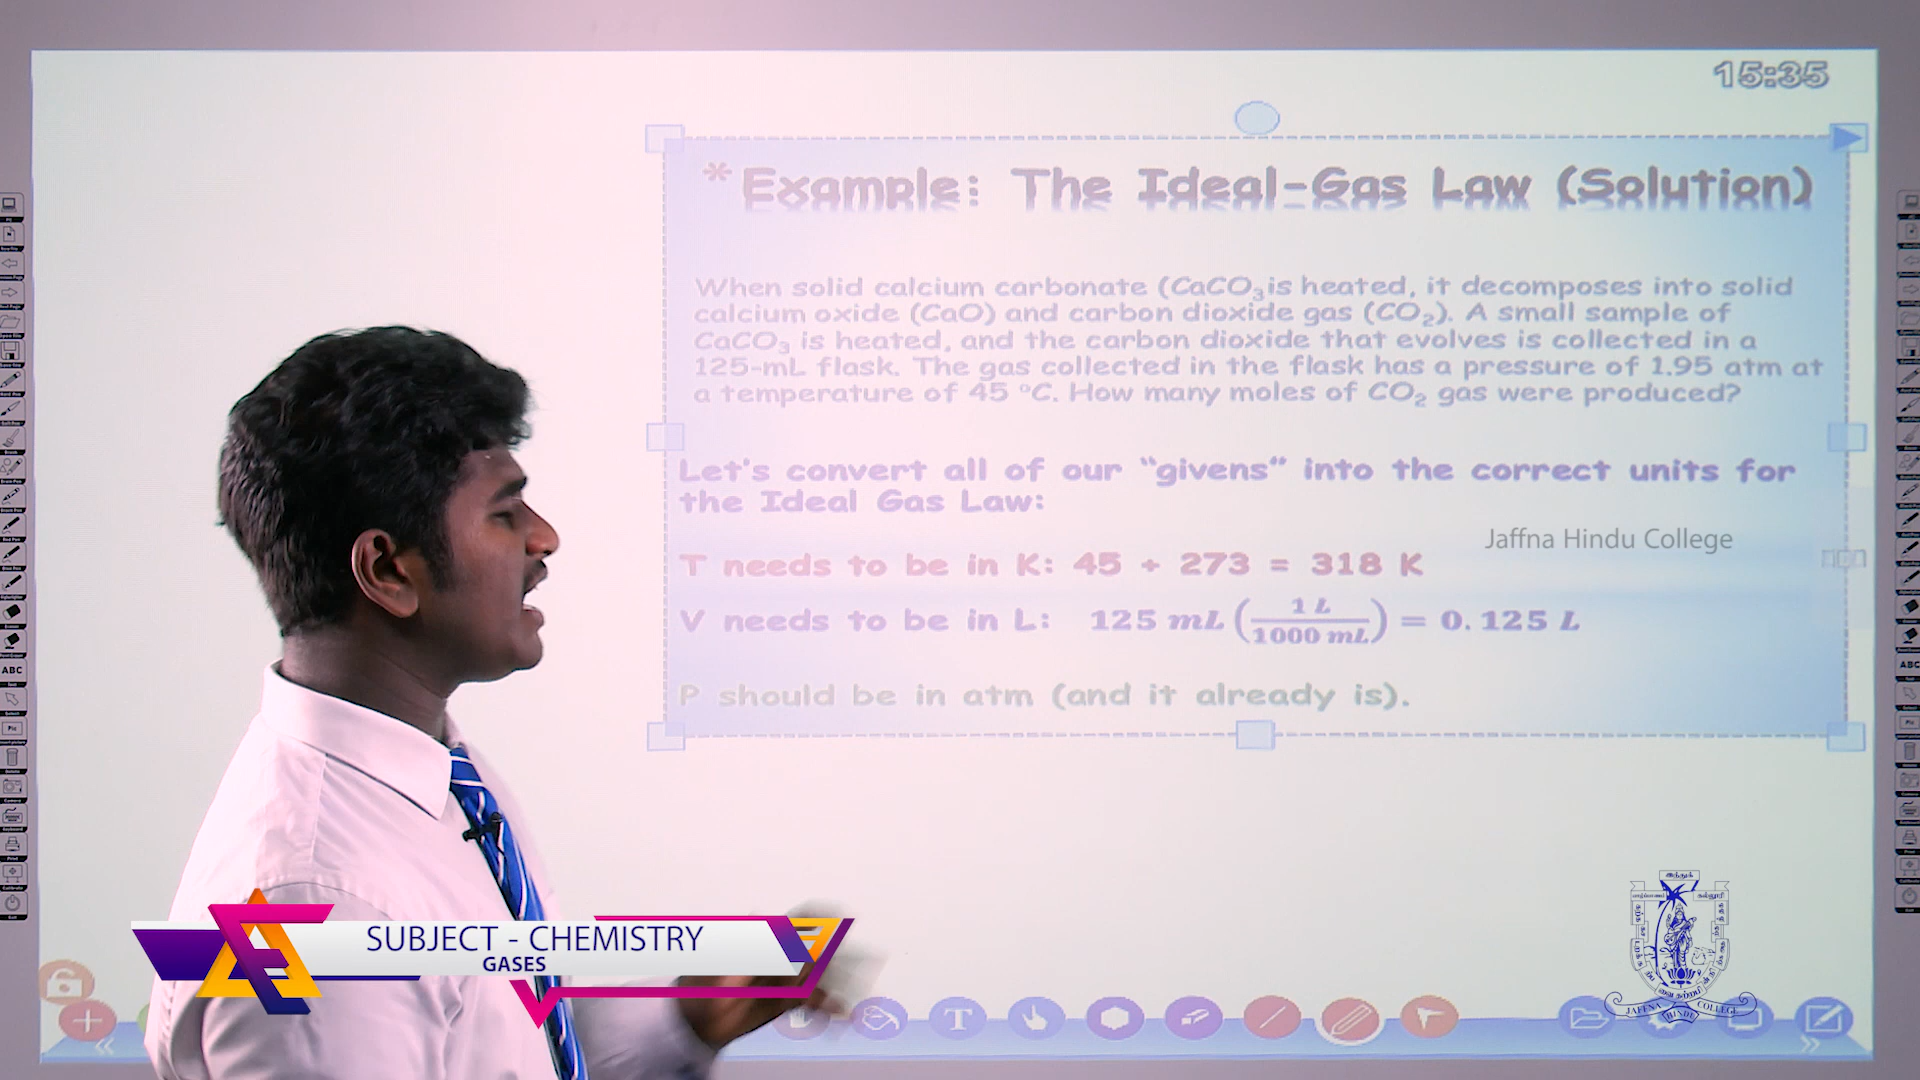 15:35
* Example: The Ideal-Gas Law (Solution)
When solid calcium carbonate (CaCO₃is heated, it decomposes into solid
calcium oxide (CaO) and carbon dioxide gas (CO₂). A small sample of
CaCO₃ is heated, and the carbon dioxide that evolves is collected in a
125-mL flask. The gas collected in the flask has a pressure of 1.95 atm at
a temperature of 45 °C. How many moles of CO₂ gas were produced?
Let's convert all of our “givens” into the correct units for
the Ideal Gas Law:
Jaffna Hindu College
T needs to be in K: 45 + 273 = 318 K
V needs to be in L: 125 mL (1 L / 1000 mL) = 0.125 L
P should be in atm (and it already is).
ABC
ABC
SUBJECT - CHEMISTRY
GASES
JAFFNA HINDU COLLEGE